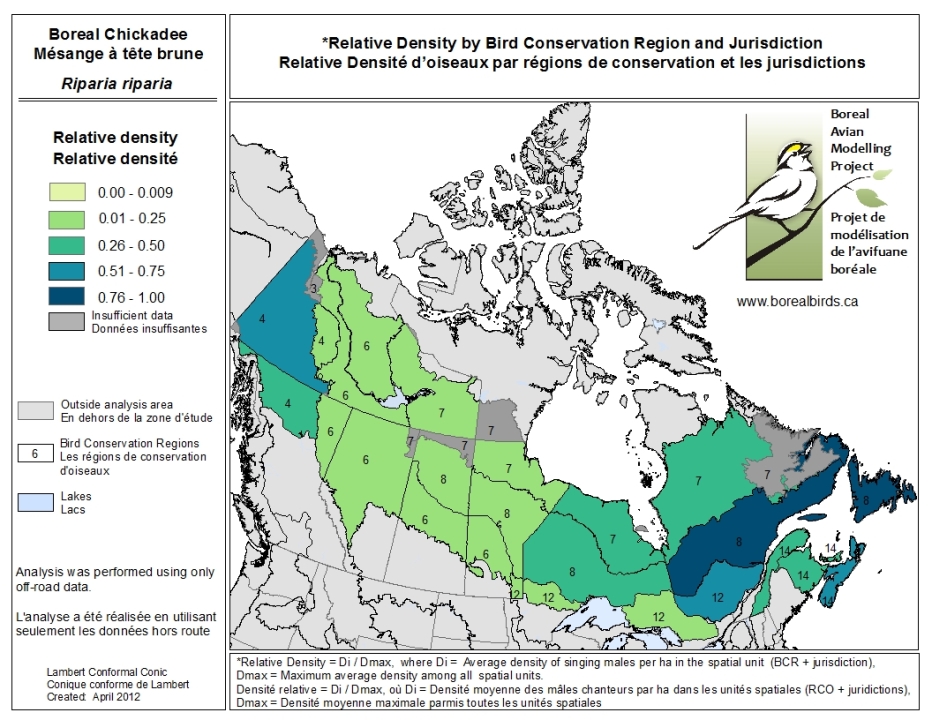 Boreal Chickadee
Mésange à tête brune
Riparia riparia
*Relative Density by Bird Conservation Region and Jurisdiction
Relative Densité d'oiseaux par régions de conservation et les jurisdictions
Relative density
Relative densité
0.00 - 0.009
0.01 - 0.25
0.26 - 0.50
0.51 - 0.75
0.76 - 1.00
Insufficient data
Données insuffisantes
Outside analysis area
En dehors de la zone d'étude
6
Bird Conservation Regions
Les régions de conservation
d'oiseaux
Lakes
Lacs
Analysis was performed using only
off-road data.
L'analyse a été réalisée en utilisant
seulement les données hors route
Lambert Conformal Conic
Conique conforme de Lambert
Created: April 2012
Boreal
Avian
Modelling
Project
Projet de
modélisation
de l'avifuane
boréale
www.borealbirds.ca
3
4
4
6
4
6
7
7
6
7
7
6
8
7
7
7
6
8
7
8
6
8
8
14
14
14
12
12
12
12
14
*Relative Density = Di / Dmax, where Di = Average density of singing males per ha in the spatial unit (BCR + jurisdiction),
Dmax = Maximum average density among all spatial units.
Densité relative = Di / Dmax, où Di = Densité moyenne des mâles chanteurs par ha dans les unités spatiales (RCO + juridictions),
Dmax = Densité moyenne maximale parmis toutes les unités spatiales